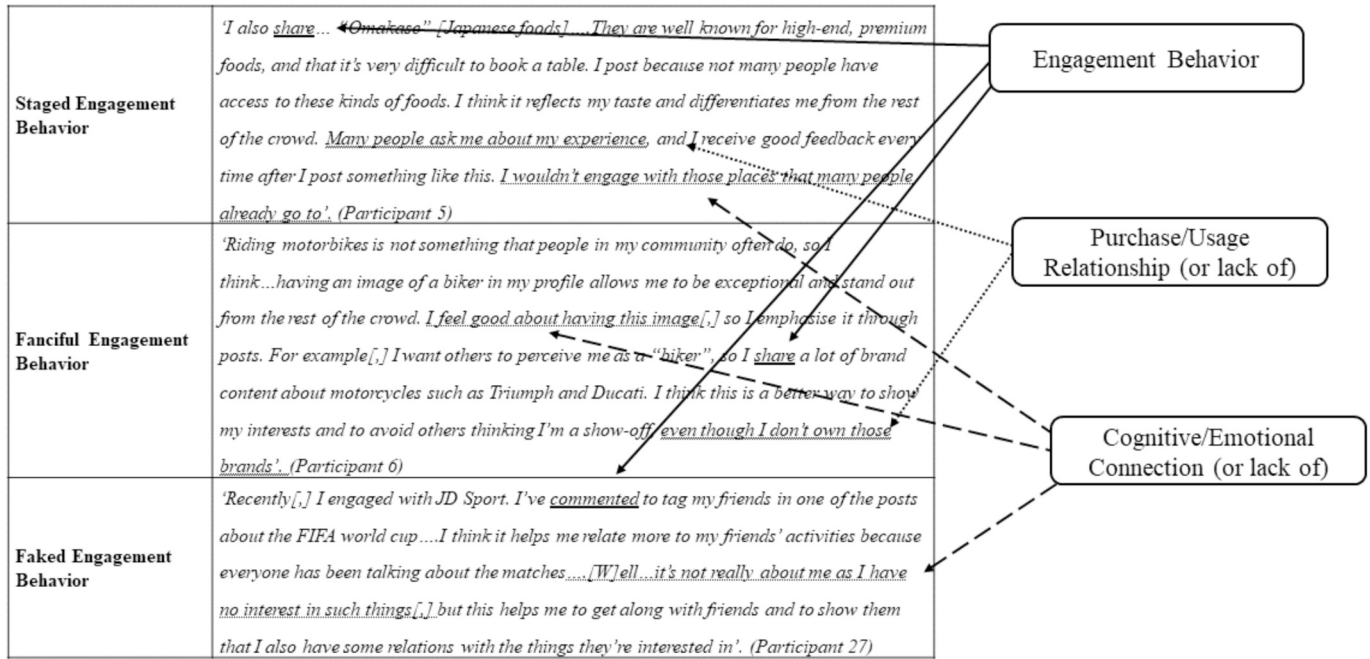 Staged Engagement
Behavior
'I also share… "Omakase" [Japanese foods]….They are well known for high-end, premium
foods, and that it's very difficult to book a table. I post because not many people have
access to these kinds of foods. I think it reflects my taste and differentiates me from the rest
of the crowd. Many people ask me about my experience, and I receive good feedback every
time after I post something like this. I wouldn't engage with those places that many people
already go to'. (Participant 5)
Fanciful Engagement
Behavior
'Riding motorbikes is not something that people in my community often do, so I
think…having an image of a biker in my profile allows me to be exceptional and stand out
from the rest of the crowd. I feel good about having this image[,] so I emphasise it through
posts. For example[,] I want others to perceive me as a "biker", so I share a lot of brand
content about motorcycles such as Triumph and Ducati. I think this is a better way to show
my interests and to avoid others thinking I'm a show-off, even though I don't own those
brands'. (Participant 6)
Faked Engagement
Behavior
'Recently[,] I engaged with JD Sport. I've commented to tag my friends in one of the posts
about the FIFA world cup….I think it helps me relate more to my friends' activities because
everyone has been talking about the matches….[W]ell…it's not really about me as I have
no interest in such things[,] but this helps me to get along with friends and to show them
that I also have some relations with the things they're interested in'. (Participant 27)
Engagement Behavior
Purchase/Usage
Relationship (or lack of)
Cognitive/Emotional
Connection (or lack of)